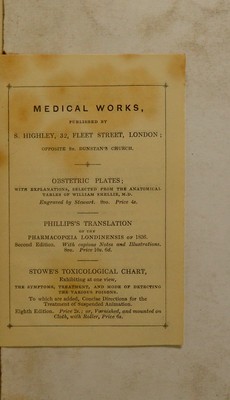 MEDICAL WORKS,
PUBLISHED BY
S. HIGHLEY, 32, FLEET STREET, LONDON;
OPPOSITE St. DUNSTAN'S CHURCH.
OBSTETRIC PLATES;
WITH EXPLANATIONS, SELECTED FROM THE ANATOMICAL
TABLES OF WILLIAM SMELLIE, M.D.
Engraved by Stewart. 8vo. Price 5s.
PHILLIPS'S TRANSLATION
OF THE
PHARMACOPŒIA LONDINENSIS OF 1836.
Second Edition. With copious Notes and Illustrations.
8vo. Price 10s. 6d.
STOWE'S TOXICOLOGICAL CHART,
Exhibiting at one view,
THE SYMPTOMS, TREATMENT, AND MODE OF DETECTING
THE VARIOUS POISONS.
To which are added, Concise Directions for the
Treatment of Suspended Animation.
Eighth Edition. Price 2s.; or, Varnished, and mounted on
Cloth, with Roller, Price 6s.